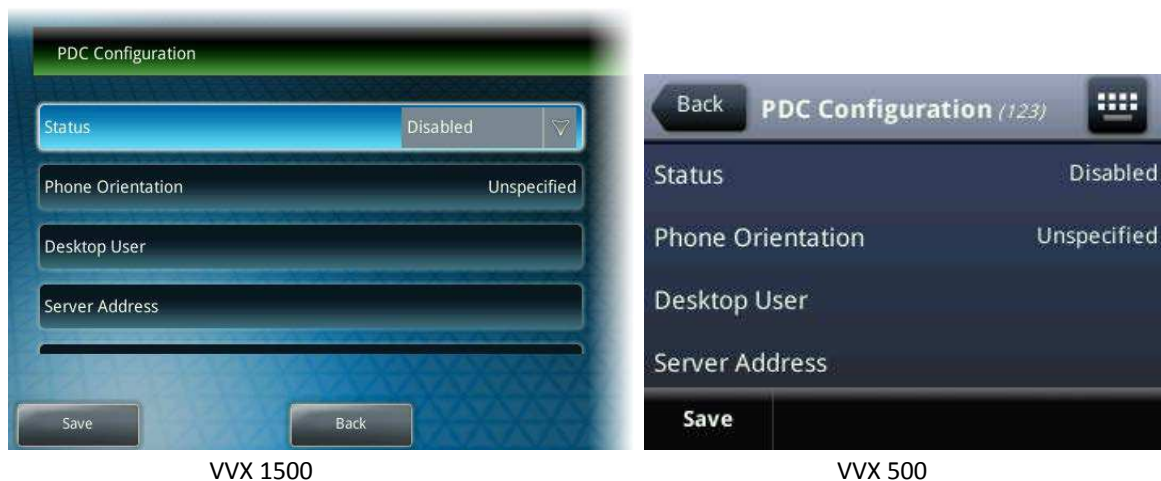 PDC Configuration
Status Disabled
Phone Orientation Unspecified
Desktop User
Server Address
Save Back
VVX 1500
Back PDC Configuration (123)
Status Disabled
Phone Orientation Unspecified
Desktop User
Server Address
Save
VVX 500